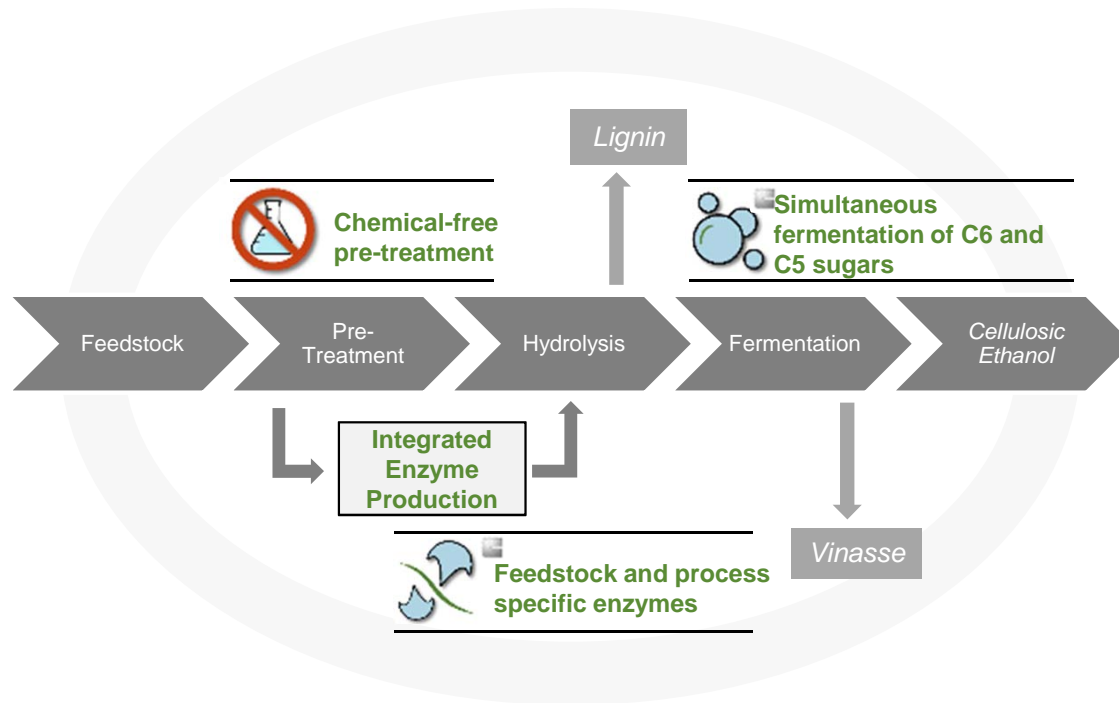 Lignin
Chemical-free
pre-treatment
Simultaneous
fermentation of C6 and
C5 sugars
Feedstock
Pre-
Treatment
Hydrolysis
Fermentation
Cellulosic
Ethanol
Integrated
Enzyme
Production
Vinasse
Feedstock and process
specific enzymes